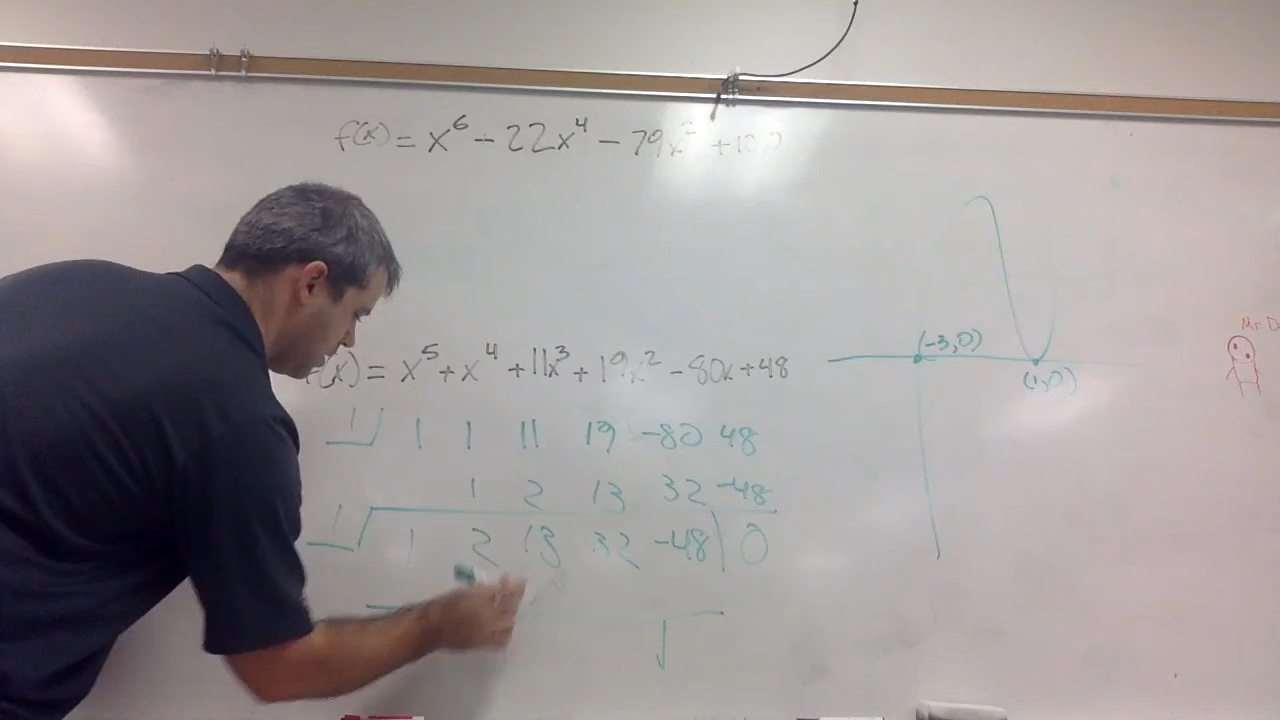 f(x) = x⁶ - 22x⁴ - 79x² + 100
(-3,0)
(1,0)
Mr. D
f(x) = x⁵ + x⁴ + 11x³ + 19x² - 80x + 48
1 1 1 11 19 -80 48
1 2 13 32 -48
1 1 2 13 32 -48 0